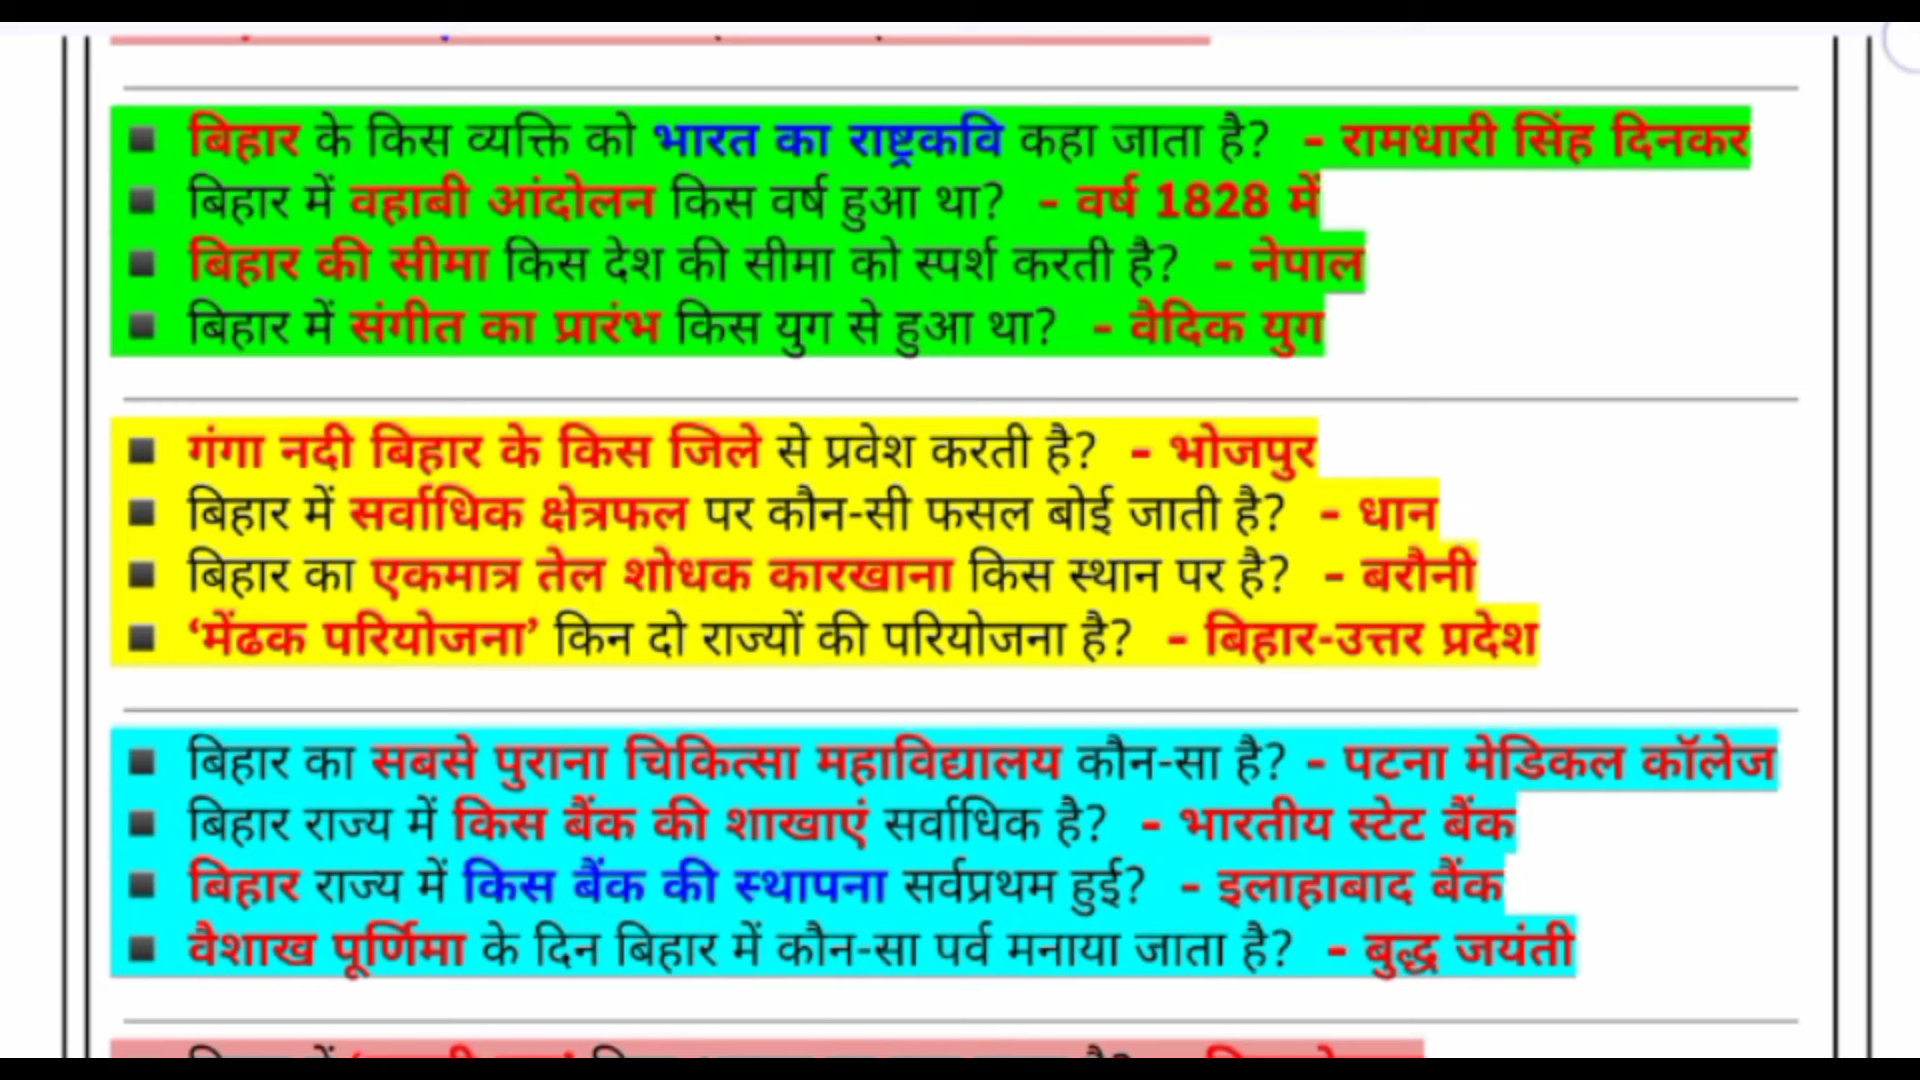 ▪ बिहार के किस व्यक्ति को भारत का राष्ट्रकवि कहा जाता है? - रामधारी सिंह दिनकर
▪ बिहार में वहाबी आंदोलन किस वर्ष हुआ था? - वर्ष 1828 में
▪ बिहार की सीमा किस देश की सीमा को स्पर्श करती है? - नेपाल
▪ बिहार में संगीत का प्रारंभ किस युग से हुआ था? - वैदिक युग
▪ गंगा नदी बिहार के किस जिले से प्रवेश करती है? - भोजपुर
▪ बिहार में सर्वाधिक क्षेत्रफल पर कौन-सी फसल बोई जाती है? - धान
▪ बिहार का एकमात्र तेल शोधक कारखाना किस स्थान पर है? - बरौनी
▪ ‘मेंढक परियोजना’ किन दो राज्यों की परियोजना है? - बिहार-उत्तर प्रदेश
▪ बिहार का सबसे पुराना चिकित्सा महाविद्यालय कौन-सा है? - पटना मेडिकल कॉलेज
▪ बिहार राज्य में किस बैंक की शाखाएं सर्वाधिक है? - भारतीय स्टेट बैंक
▪ बिहार राज्य में किस बैंक की स्थापना सर्वप्रथम हुई? - इलाहाबाद बैंक
▪ वैशाख पूर्णिमा के दिन बिहार में कौन-सा पर्व मनाया जाता है? - बुद्ध जयंती